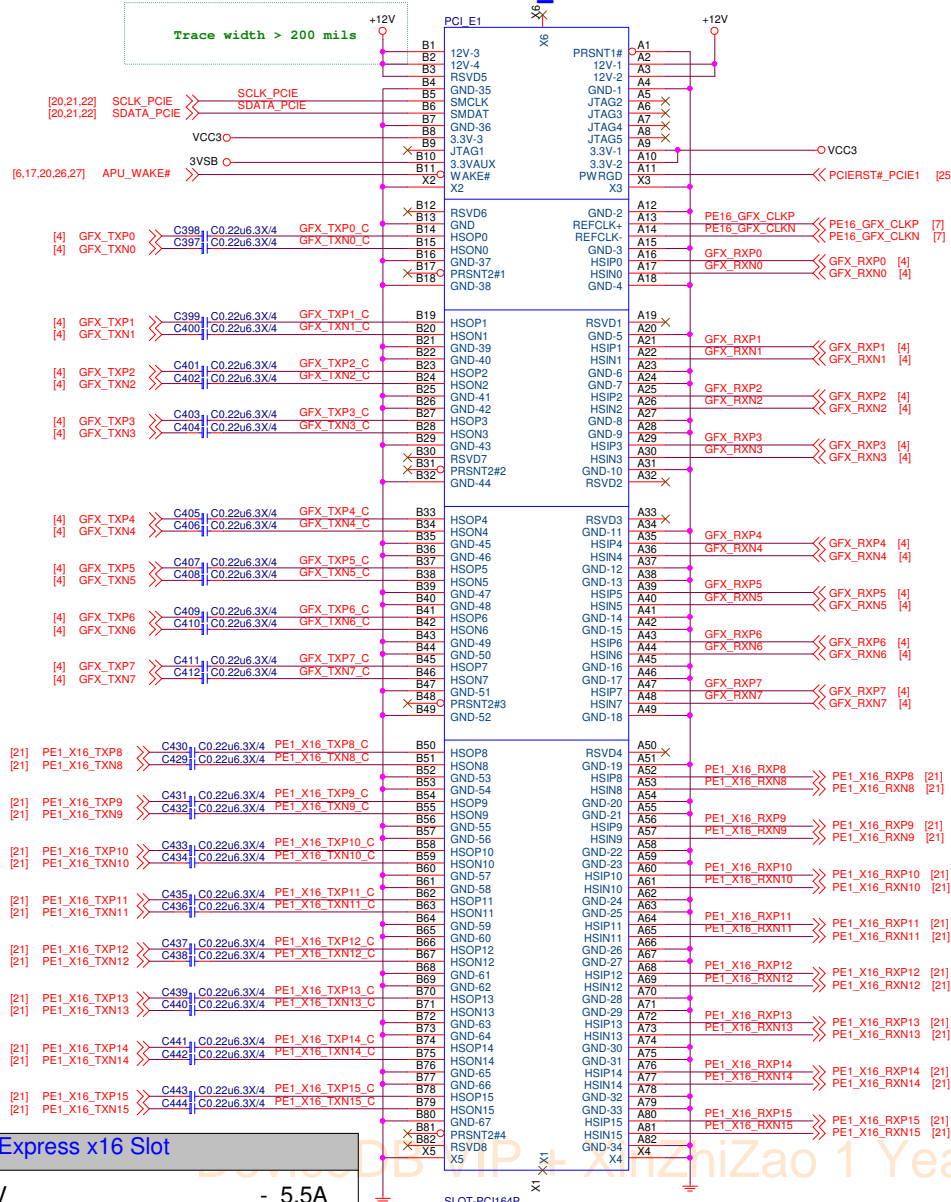 X6
+12V
PCI_E1
+12V
Trace width > 200 mils
X6
B1 12V-3 PRSNT1# A1
B2 12V-4 12V-1 A2
B3 RSVD5 12V-2 A3
B4 GND-35 GND-1 A4
[20,21,22] SCLK_PCIE SCLK_PCIE B5 SMCLK JTAG2 A5
[20,21,22] SDATA_PCIE SDATA_PCIE B6 SMDAT JTAG3 A6
B7 GND-36 JTAG4 A7
VCC3 B8 3.3V-3 JTAG5 A8
B9 JTAG1 3.3V-1 A9 VCC3
3VSB B10 3.3VAUX 3.3V-2 A10
[6,17,20,26,27] APU_WAKE# B11 WAKE# PWRGD A11 PCIERST#_PCIE1 [25
X2 X2 X3 X3
B12 RSVD6 GND-2 A12
B13 GND REFCLK+ A13 PE16_GFX_CLKP PE16_GFX_CLKP [7]
[4] GFX_TXP0 C398 C0.22u6.3X/4 GFX_TXP0_C B14 HSOP0 REFCLK- A14 PE16_GFX_CLKN PE16_GFX_CLKN [7]
[4] GFX_TXN0 C397 C0.22u6.3X/4 GFX_TXN0_C B15 HSON0 GND-3 A15
B16 GND-37 HSIP0 A16 GFX_RXP0 GFX_RXP0 [4]
B17 PRSNT2#1 HSIN0 A17 GFX_RXN0 GFX_RXN0 [4]
B18 GND-38 GND-4 A18
[4] GFX_TXP1 C399 C0.22u6.3X/4 GFX_TXP1_C B19 HSOP1 RSVD1 A19
[4] GFX_TXN1 C400 C0.22u6.3X/4 GFX_TXN1_C B20 HSON1 GND-5 A20
B21 GND-39 HSIP1 A21 GFX_RXP1 GFX_RXP1 [4]
B22 GND-40 HSIN1 A22 GFX_RXN1 GFX_RXN1 [4]
[4] GFX_TXP2 C401 C0.22u6.3X/4 GFX_TXP2_C B23 HSOP2 GND-6 A23
[4] GFX_TXN2 C402 C0.22u6.3X/4 GFX_TXN2_C B24 HSON2 GND-7 A24
B25 GND-41 HSIP2 A25 GFX_RXP2 GFX_RXP2 [4]
B26 GND-42 HSIN2 A26 GFX_RXN2 GFX_RXN2 [4]
[4] GFX_TXP3 C403 C0.22u6.3X/4 GFX_TXP3_C B27 HSOP3 GND-8 A27
[4] GFX_TXN3 C404 C0.22u6.3X/4 GFX_TXN3_C B28 HSON3 GND-9 A28
B29 GND-43 HSIP3 A29 GFX_RXP3 GFX_RXP3 [4]
B30 RSVD7 HSIN3 A30 GFX_RXN3 GFX_RXN3 [4]
B31 PRSNT2#2 GND-10 A31
B32 GND-44 RSVD2 A32
[4] GFX_TXP4 C405 C0.22u6.3X/4 GFX_TXP4_C B33 HSOP4 RSVD3 A33
[4] GFX_TXN4 C406 C0.22u6.3X/4 GFX_TXN4_C B34 HSON4 GND-11 A34
B35 GND-45 HSIP4 A35 GFX_RXP4 GFX_RXP4 [4]
B36 GND-46 HSIN4 A36 GFX_RXN4 GFX_RXN4 [4]
[4] GFX_TXP5 C407 C0.22u6.3X/4 GFX_TXP5_C B37 HSOP5 GND-12 A37
[4] GFX_TXN5 C408 C0.22u6.3X/4 GFX_TXN5_C B38 HSON5 GND-13 A38
B39 GND-47 HSIP5 A39 GFX_RXP5 GFX_RXP5 [4]
B40 GND-48 HSIN5 A40 GFX_RXN5 GFX_RXN5 [4]
[4] GFX_TXP6 C409 C0.22u6.3X/4 GFX_TXP6_C B41 HSOP6 GND-14 A41
[4] GFX_TXN6 C410 C0.22u6.3X/4 GFX_TXN6_C B42 HSON6 GND-15 A42
B43 GND-49 HSIP6 A43 GFX_RXP6 GFX_RXP6 [4]
B44 GND-50 HSIN6 A44 GFX_RXN6 GFX_RXN6 [4]
[4] GFX_TXP7 C411 C0.22u6.3X/4 GFX_TXP7_C B45 HSOP7 GND-16 A45
[4] GFX_TXN7 C412 C0.22u6.3X/4 GFX_TXN7_C B46 HSON7 GND-17 A46
B47 GND-51 HSIP7 A47 GFX_RXP7 GFX_RXP7 [4]
B48 PRSNT2#3 HSIN7 A48 GFX_RXN7 GFX_RXN7 [4]
B49 GND-52 GND-18 A49
[21] PE1_X16_TXP8 C430 C0.22u6.3X/4 PE1_X16_TXP8_C B50 HSOP8 RSVD4 A50
[21] PE1_X16_TXN8 C429 C0.22u6.3X/4 PE1_X16_TXN8_C B51 HSON8 GND-19 A51
B52 GND-53 HSIP8 A52 PE1_X16_RXP8 PE1_X16_RXP8 [21]
B53 GND-54 HSIN8 A53 PE1_X16_RXN8 PE1_X16_RXN8 [21]
[21] PE1_X16_TXP9 C431 C0.22u6.3X/4 PE1_X16_TXP9_C B54 HSOP9 GND-20 A54
[21] PE1_X16_TXN9 C432 C0.22u6.3X/4 PE1_X16_TXN9_C B55 HSON9 GND-21 A55
B56 GND-55 HSIP9 A56 PE1_X16_RXP9 PE1_X16_RXP9 [21]
B57 GND-56 HSIN9 A57 PE1_X16_RXN9 PE1_X16_RXN9 [21]
[21] PE1_X16_TXP10 C433 C0.22u6.3X/4 PE1_X16_TXP10_C B58 HSOP10 GND-22 A58
[21] PE1_X16_TXN10 C434 C0.22u6.3X/4 PE1_X16_TXN10_C B59 HSON10 GND-23 A59
B60 GND-57 HSIP10 A60 PE1_X16_RXP10 PE1_X16_RXP10 [21]
B61 GND-58 HSIN10 A61 PE1_X16_RXN10 PE1_X16_RXN10 [21]
[21] PE1_X16_TXP11 C435 C0.22u6.3X/4 PE1_X16_TXP11_C B62 HSOP11 GND-24 A62
[21] PE1_X16_TXN11 C436 C0.22u6.3X/4 PE1_X16_TXN11_C B63 HSON11 GND-25 A63
B64 GND-59 HSIP11 A64 PE1_X16_RXP11 PE1_X16_RXP11 [21]
B65 GND-60 HSIN11 A65 PE1_X16_RXN11 PE1_X16_RXN11 [21]
[21] PE1_X16_TXP12 C437 C0.22u6.3X/4 PE1_X16_TXP12_C B66 HSOP12 GND-26 A66
[21] PE1_X16_TXN12 C438 C0.22u6.3X/4 PE1_X16_TXN12_C B67 HSON12 GND-27 A67
B68 GND-61 HSIP12 A68 PE1_X16_RXP12 PE1_X16_RXP12 [21]
B69 GND-62 HSIN12 A69 PE1_X16_RXN12 PE1_X16_RXN12 [21]
[21] PE1_X16_TXP13 C439 C0.22u6.3X/4 PE1_X16_TXP13_C B70 HSOP13 GND-28 A70
[21] PE1_X16_TXN13 C440 C0.22u6.3X/4 PE1_X16_TXN13_C B71 HSON13 GND-29 A71
B72 GND-63 HSIP13 A72 PE1_X16_RXP13 PE1_X16_RXP13 [21]
B73 GND-64 HSIN13 A73 PE1_X16_RXN13 PE1_X16_RXN13 [21]
[21] PE1_X16_TXP14 C441 C0.22u6.3X/4 PE1_X16_TXP14_C B74 HSOP14 GND-30 A74
[21] PE1_X16_TXN14 C442 C0.22u6.3X/4 PE1_X16_TXN14_C B75 HSON14 GND-31 A75
B76 GND-65 HSIP14 A76 PE1_X16_RXP14 PE1_X16_RXP14 [21]
B77 GND-66 HSIN14 A77 PE1_X16_RXN14 PE1_X16_RXN14 [21]
[21] PE1_X16_TXP15 C443 C0.22u6.3X/4 PE1_X16_TXP15_C B78 HSOP15 GND-32 A78
[21] PE1_X16_TXN15 C444 C0.22u6.3X/4 PE1_X16_TXN15_C B79 HSON15 GND-33 A79
B80 GND-67 HSIP15 A80 PE1_X16_RXP15 PE1_X16_RXP15 [21]
B81 PRSNT2#4 HSIN15 A81 PE1_X16_RXN15 PE1_X16_RXN15 [21]
B82 RSVD8 GND-34 A82
X5 X5 X4 X4
X1
X1
Express x16 Slot
V - 5.5A
SLOT-PCI164P
VIP + XinZhiZao 1 Yea